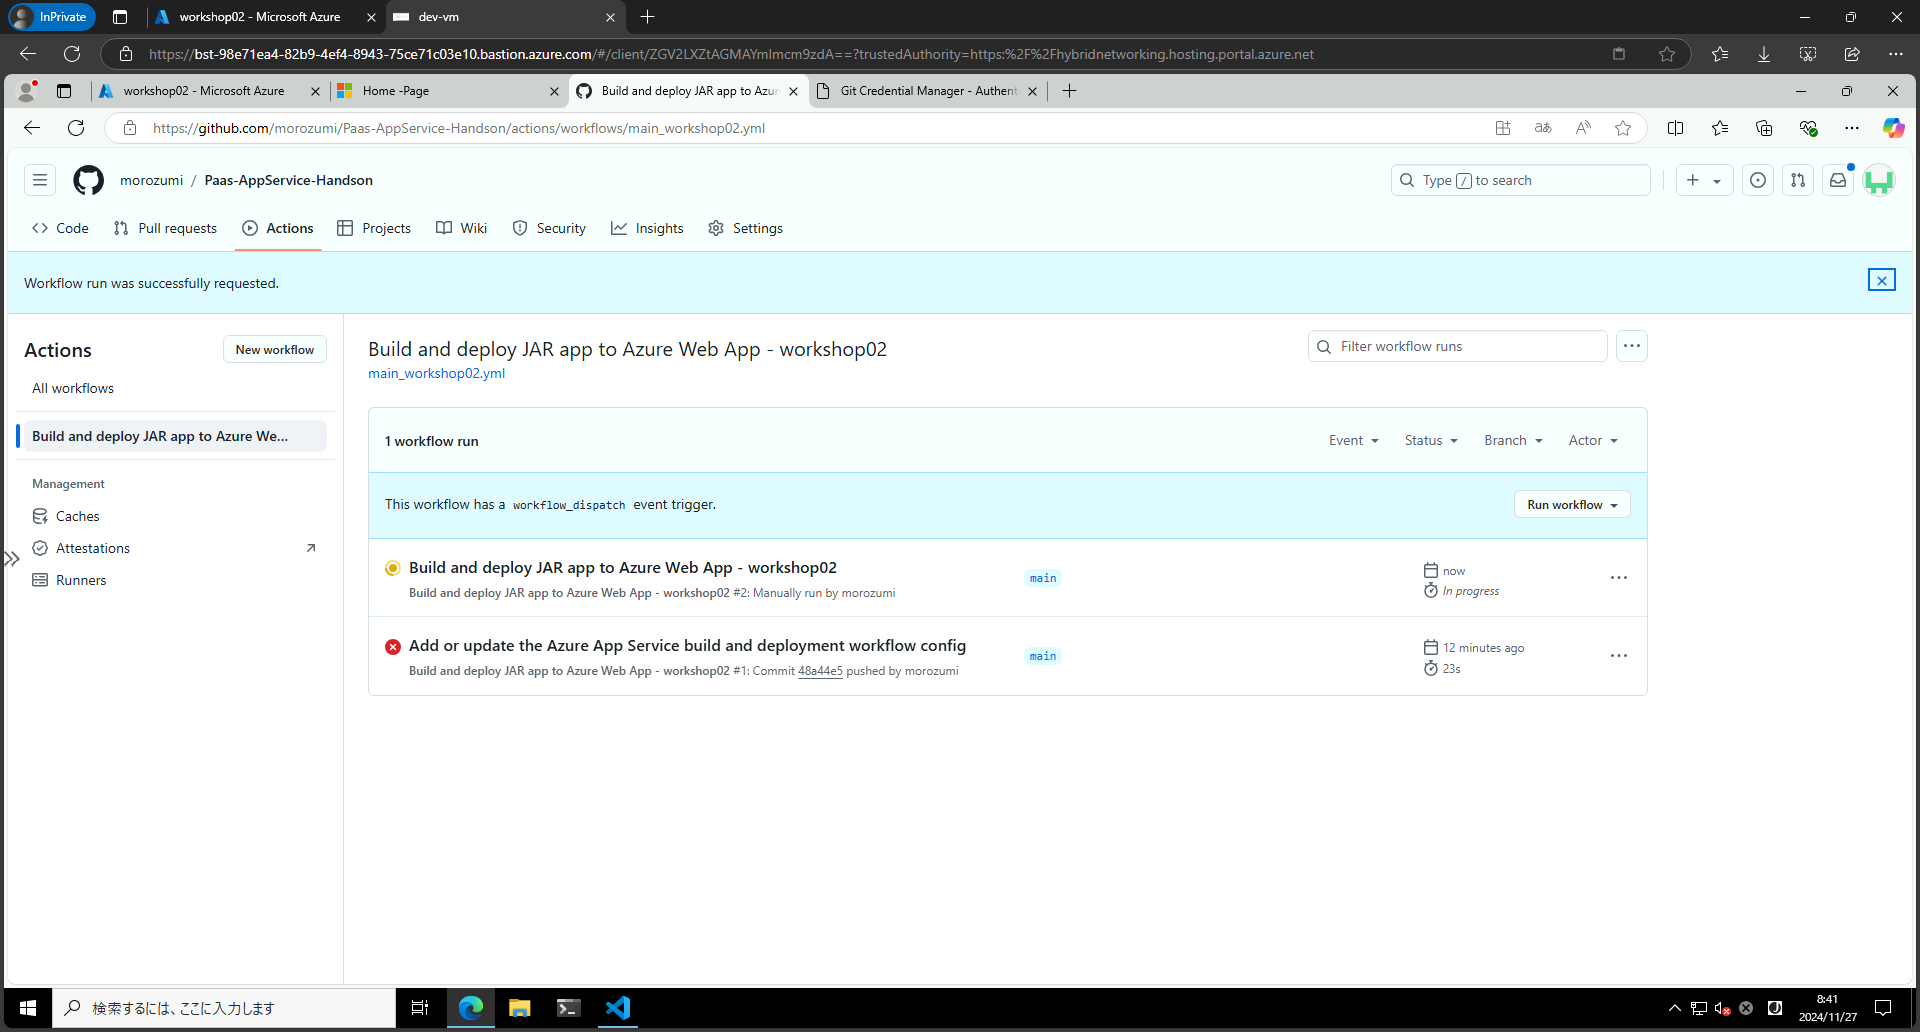 InPrivate
workshop02 - Microsoft Azure
dev-vm
https://bst-98e71ea4-82b9-4ef4-8943-75ce71c03e10.bastion.azure.com/#/client/ZGV2LXZtAGMAYmlmcm9zdA==?trustedAuthority=https:%2F%2Fhybridnetworking.hosting.portal.azure.net
workshop02 - Microsoft Azure
Home -Page
Build and deploy JAR app to Azur
Git Credential Manager - Authent
https://github.com/morozumi/Paas-AppService-Handson/actions/workflows/main_workshop02.yml
morozumi / Paas-AppService-Handson
Type / to search
Code
Pull requests
Actions
Projects
Wiki
Security
Insights
Settings
Workflow run was successfully requested.
Actions
New workflow
All workflows
Build and deploy JAR app to Azure We...
Management
Caches
Attestations
Runners
Build and deploy JAR app to Azure Web App - workshop02
main_workshop02.yml
Filter workflow runs
1 workflow run
Event
Status
Branch
Actor
This workflow has a workflow_dispatch event trigger.
Run workflow
Build and deploy JAR app to Azure Web App - workshop02
Build and deploy JAR app to Azure Web App - workshop02 #2: Manually run by morozumi
main
now
In progress
Add or update the Azure App Service build and deployment workflow config
Build and deploy JAR app to Azure Web App - workshop02 #1: Commit 48a44e5 pushed by morozumi
main
12 minutes ago
23s
検索するには、ここに入力します
8:41
2024/11/27